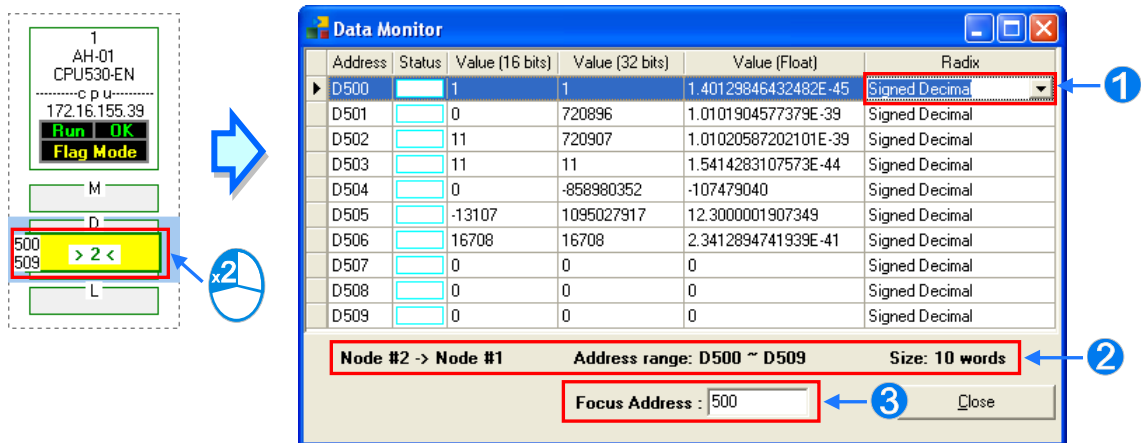 1
AH-01
CPU530-EN
---------c p u---------
172.16.155.39
Run OK
Flag Mode
M
D
500
509
> 2 <
L
x2
Data Monitor
Address Status Value (16 bits) Value (32 bits) Value (Float) Radix
D500 1 1 1.40129846432482E-45 Signed Decimal
D501 0 720896 1.0101904577379E-39 Signed Decimal
D502 11 720907 1.01020587202101E-39 Signed Decimal
D503 11 11 1.5414283107573E-44 Signed Decimal
D504 0 -858980352 -107479040 Signed Decimal
D505 -13107 1095027917 12.3000001907349 Signed Decimal
D506 16708 16708 2.3412894741939E-41 Signed Decimal
D507 0 0 0 Signed Decimal
D508 0 0 0 Signed Decimal
D509 0 0 0 Signed Decimal
1
Node #2 -> Node #1 Address range: D500 ~ D509 Size: 10 words
2
Focus Address : 500
3
Close